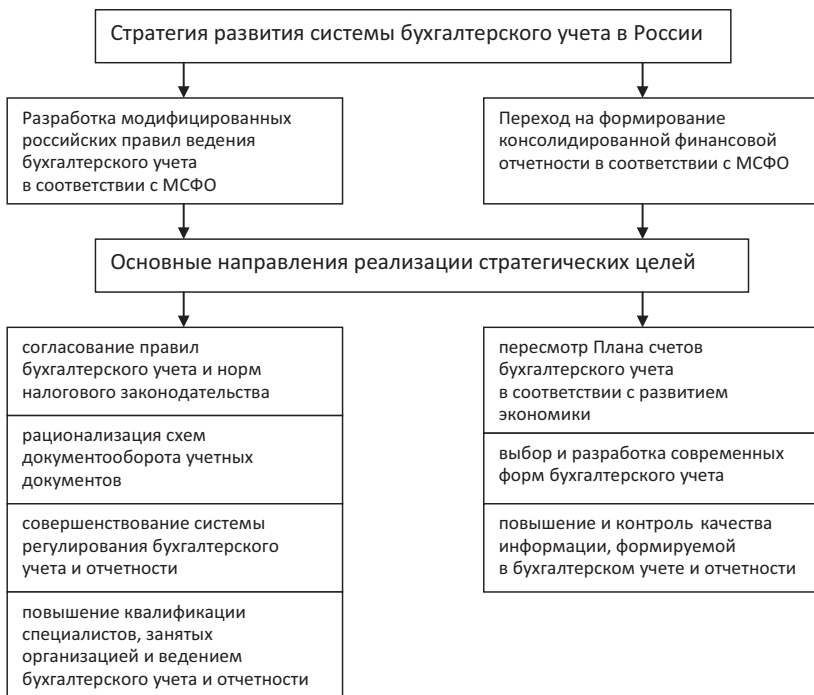 Стратегия развития системы бухгалтерского учета в России
Разработка модифицированных
российских правил ведения
бухгалтерского учета
в соответствии с МСФО
Переход на формирование
консолидированной финансовой
отчетности в соответствии с МСФО
Основные направления реализации стратегических целей
согласование правил
бухгалтерского учета и норм
налогового законодательства
рационализация схем
документооборота учетных
документов
совершенствование системы
регулирования бухгалтерского
учета и отчетности
повышение квалификации
специалистов, занятых
организацией и ведением
бухгалтерского учета и отчетности
пересмотр Плана счетов
бухгалтерского учета
в соответствии с развитием
экономики
выбор и разработка современных
форм бухгалтерского учета
повышение и контроль качества
информации, формируемой
в бухгалтерском учете и отчетности